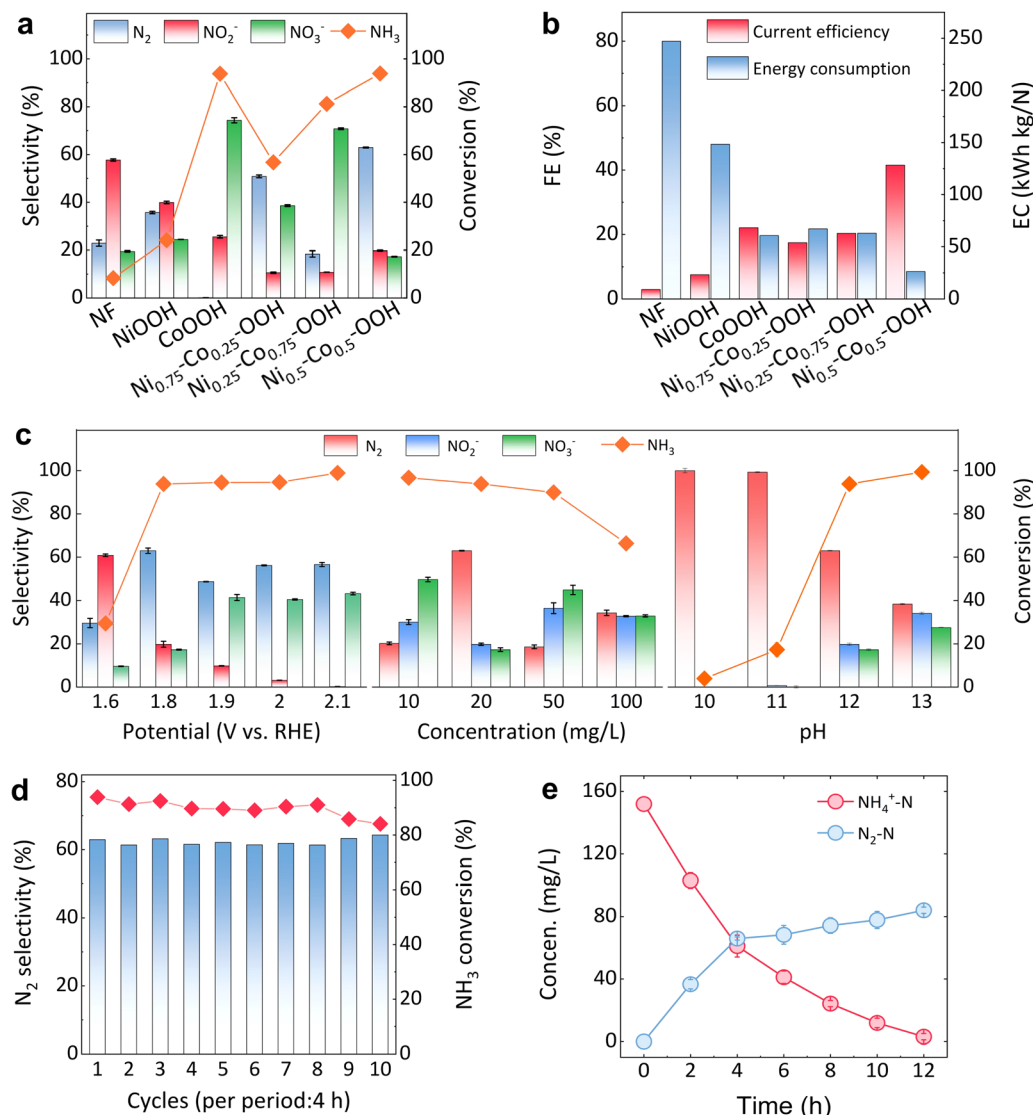 a
N₂ NO₂⁻ NO₃⁻ NH₃
Selectivity (%)
100
80
60
40
20
0
Conversion (%)
100
80
60
40
20
0
NF
NiOOH
CoOOH
Ni₀.₇₅-Co₀.₂₅-OOH
Ni₀.₂₅-Co₀.₇₅-OOH
Ni₀.₅-Co₀.₅-OOH
b
Current efficiency
Energy consumption
FE (%)
80
60
40
20
0
EC (kWh kg/N)
250
200
150
100
50
0
NF
NiOOH
CoOOH
Ni₀.₇₅-Co₀.₂₅-OOH
Ni₀.₂₅-Co₀.₇₅-OOH
Ni₀.₅-Co₀.₅-OOH
c
N₂ NO₂⁻ NO₃⁻ NH₃
Selectivity (%)
100
80
60
40
20
0
Conversion (%)
100
80
60
40
20
0
1.6 1.8 1.9 2 2.1
Potential (V vs. RHE)
10 20 50 100
Concentration (mg/L)
10 11 12 13
pH
d
N₂ selectivity (%)
80
60
40
20
0
NH₃ conversion (%)
100
80
60
40
20
0
1 2 3 4 5 6 7 8 9 10
Cycles (per period:4 h)
e
NH₄⁺-N
N₂-N
Concen. (mg/L)
160
120
80
40
0
0 2 4 6 8 10 12
Time (h)